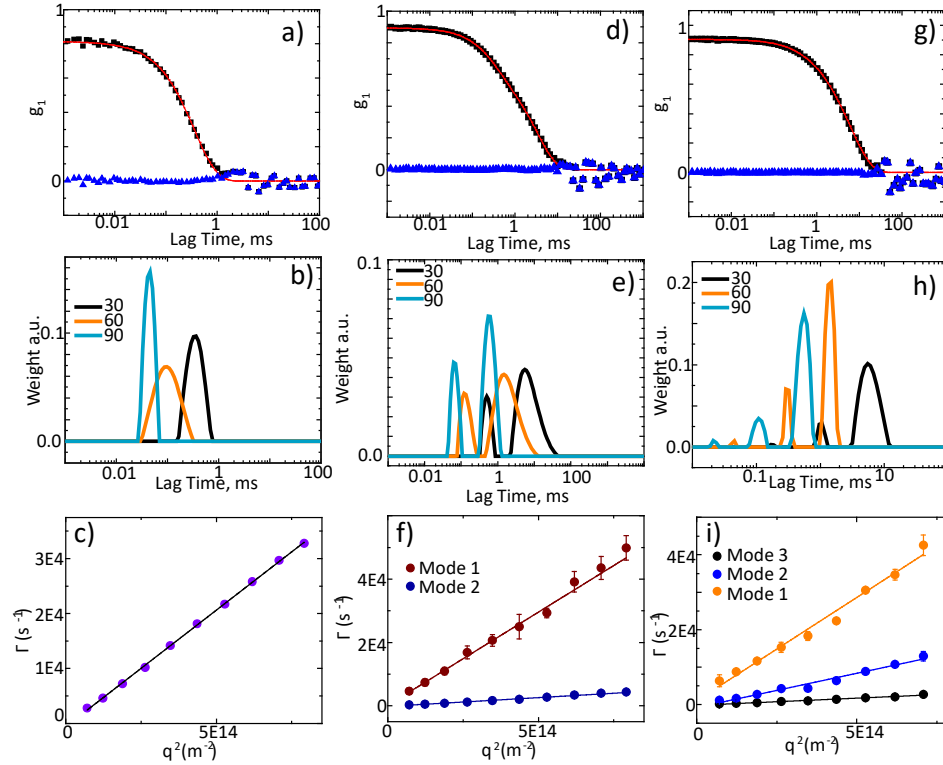 1
a)
g1
0
0.01 1 100
Lag Time, ms
1
d)
g1
0
0.01 1 100
Lag Time, ms
1
g)
g1
0
0.01 1 100
Lag Time, ms
b)
30
60
90
Weight a.u.
0.1
0.0
0.01 1 100
Lag Time, ms
0.1
e)
30
60
90
Weight a.u.
0.0
0.01 1 100
Lag Time, ms
0.2
h)
30
60
90
Weight a.u.
0.1
0.0
0.1 10
Lag Time, ms
c)
3E4
Γ (s⁻¹)
1E4
0
0 5E14
q²(m⁻²)
f)
Mode 1
Mode 2
4E4
Γ (s⁻¹)
2E4
0
0 5E14
q²(m⁻²)
i)
Mode 3
Mode 2
Mode 1
4E4
Γ (s⁻¹)
2E4
0
0 5E14
q²(m⁻²)